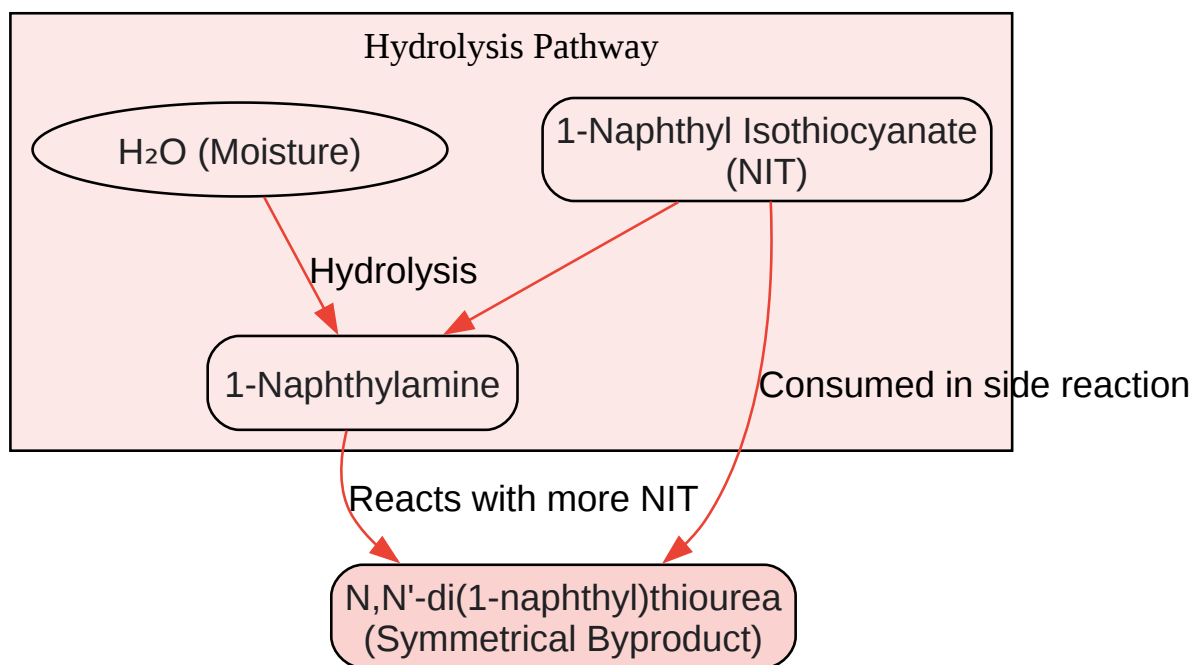 Hydrolysis Pathway
H₂O (Moisture)
1-Naphthyl Isothiocyanate
(NIT)
Hydrolysis
1-Naphthylamine
Consumed in side reaction
Reacts with more NIT
N,N'-di(1-naphthyl)thiourea
(Symmetrical Byproduct)